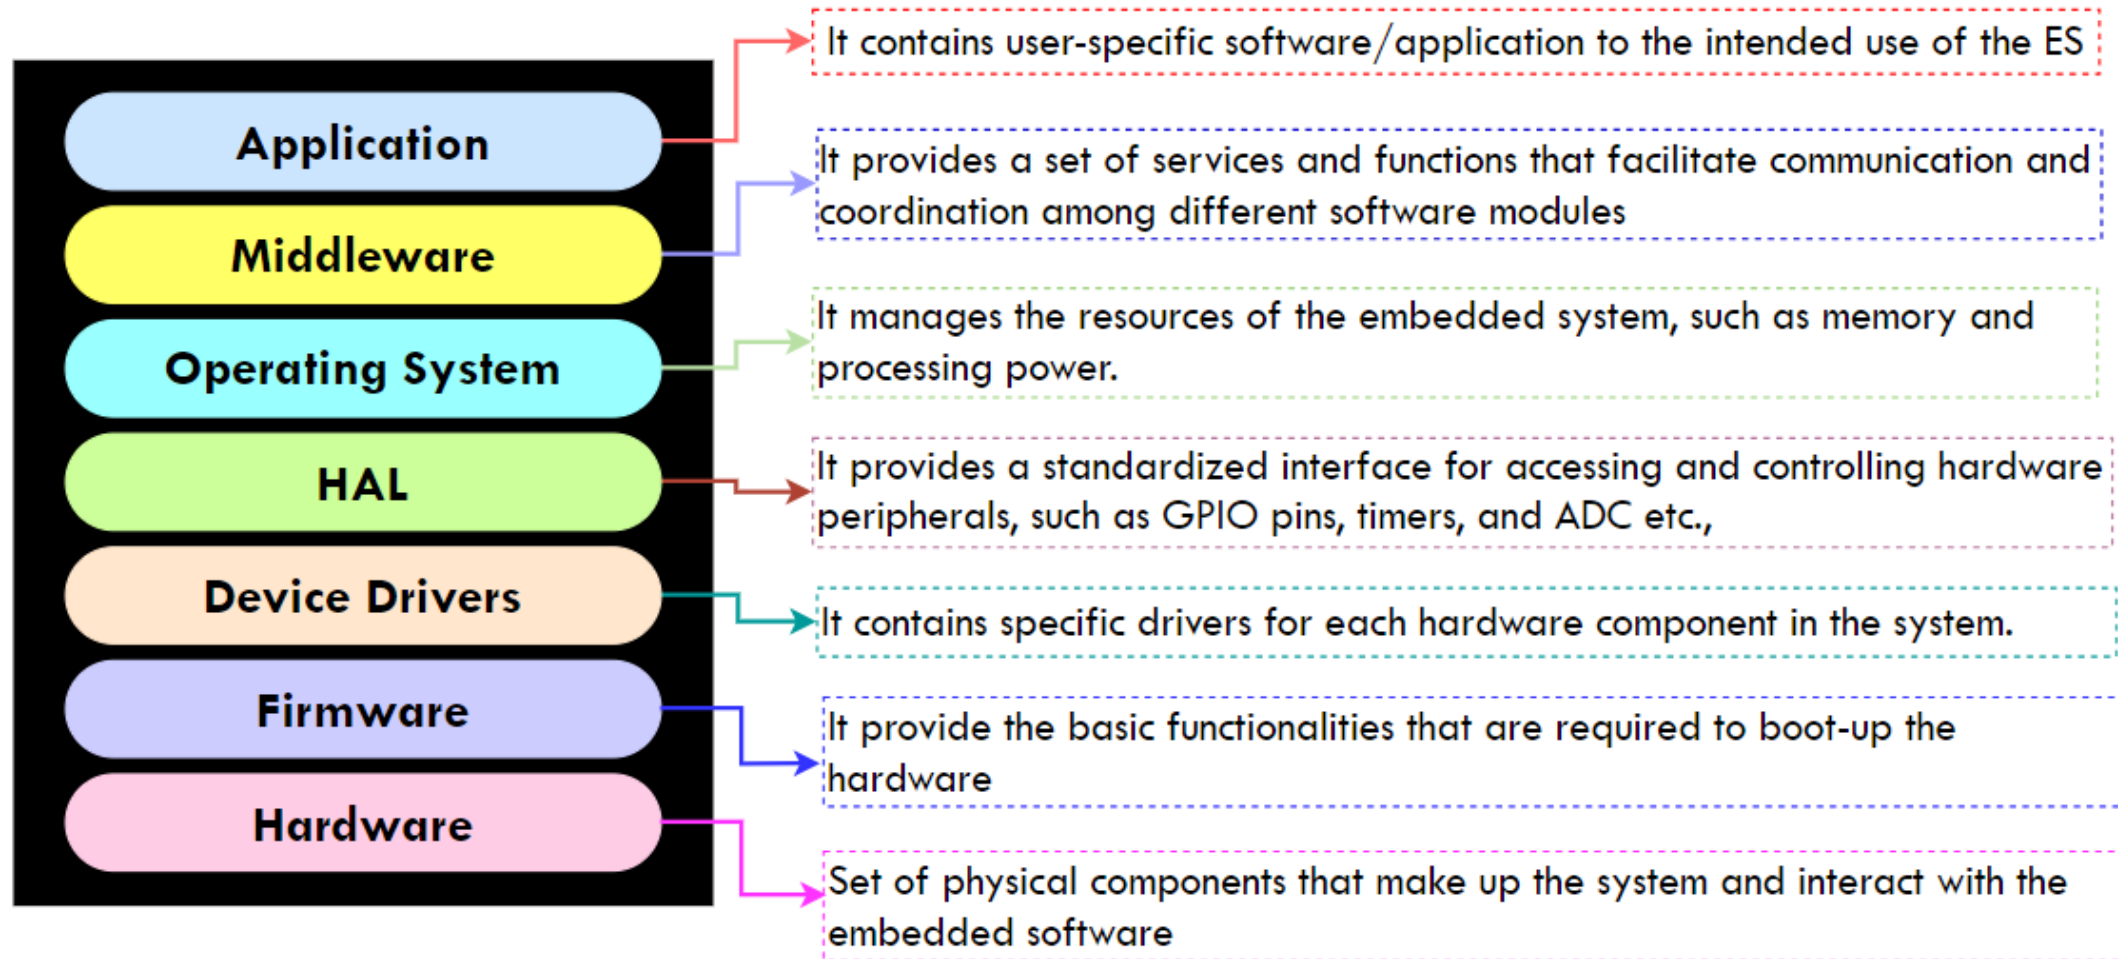 Application
Middleware
Operating System
HAL
Device Drivers
Firmware
Hardware
It contains user-specific software/application to the intended use of the ES
It provides a set of services and functions that facilitate communication and
coordination among different software modules
It manages the resources of the embedded system, such as memory and
processing power.
It provides a standardized interface for accessing and controlling hardware
peripherals, such as GPIO pins, timers, and ADC etc.,
It contains specific drivers for each hardware component in the system.
It provide the basic functionalities that are required to boot-up the
hardware
Set of physical components that make up the system and interact with the
embedded software